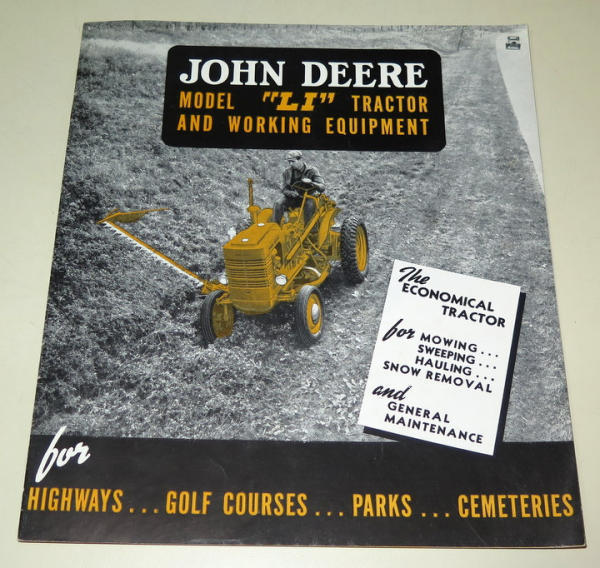 JOHN DEERE
MODEL "LI" TRACTOR
AND WORKING EQUIPMENT
The
ECONOMICAL
TRACTOR
for MOWING...
SWEEPING...
HAULING...
SNOW REMOVAL
and
GENERAL
MAINTENANCE
for
HIGHWAYS... GOLF COURSES... PARKS... CEMETERIES